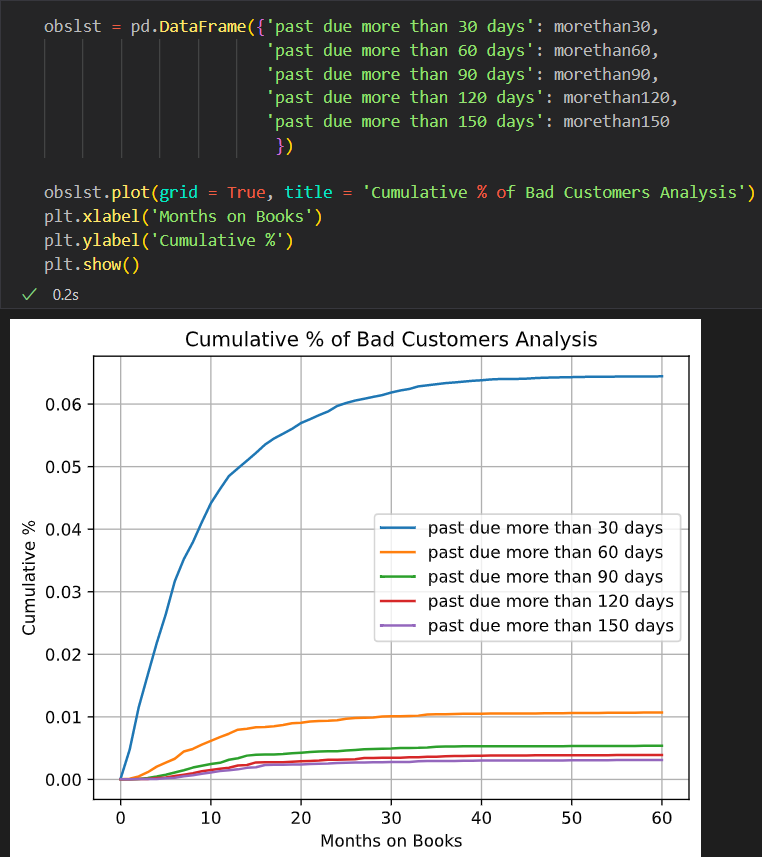 obslst = pd.DataFrame({'past due more than 30 days': morethan30,
'past due more than 60 days': morethan60,
'past due more than 90 days': morethan90,
'past due more than 120 days': morethan120,
'past due more than 150 days': morethan150
})
obslst.plot(grid = True, title = 'Cumulative % of Bad Customers Analysis')
plt.xlabel('Months on Books')
plt.ylabel('Cumulative %')
plt.show()
0.2s
Cumulative % of Bad Customers Analysis
0.06
0.05
0.04
0.03
0.02
0.01
0.00
Cumulative %
past due more than 30 days
past due more than 60 days
past due more than 90 days
past due more than 120 days
past due more than 150 days
0 10 20 30 40 50 60
Months on Books